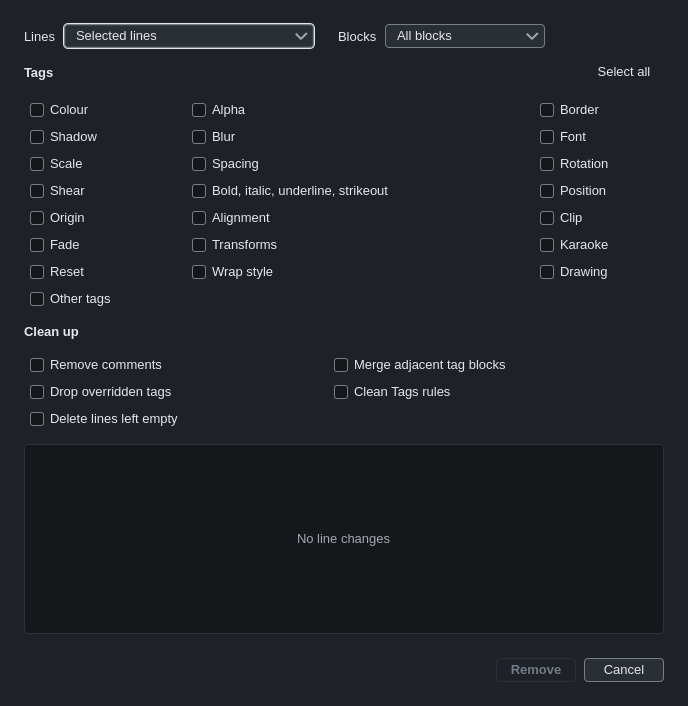 Lines Selected lines Blocks All blocks
Tags Select all
Colour Alpha Border
Shadow Blur Font
Scale Spacing Rotation
Shear Bold, italic, underline, strikeout Position
Origin Alignment Clip
Fade Transforms Karaoke
Reset Wrap style Drawing
Other tags
Clean up
Remove comments Merge adjacent tag blocks
Drop overridden tags Clean Tags rules
Delete lines left empty
No line changes
Remove Cancel